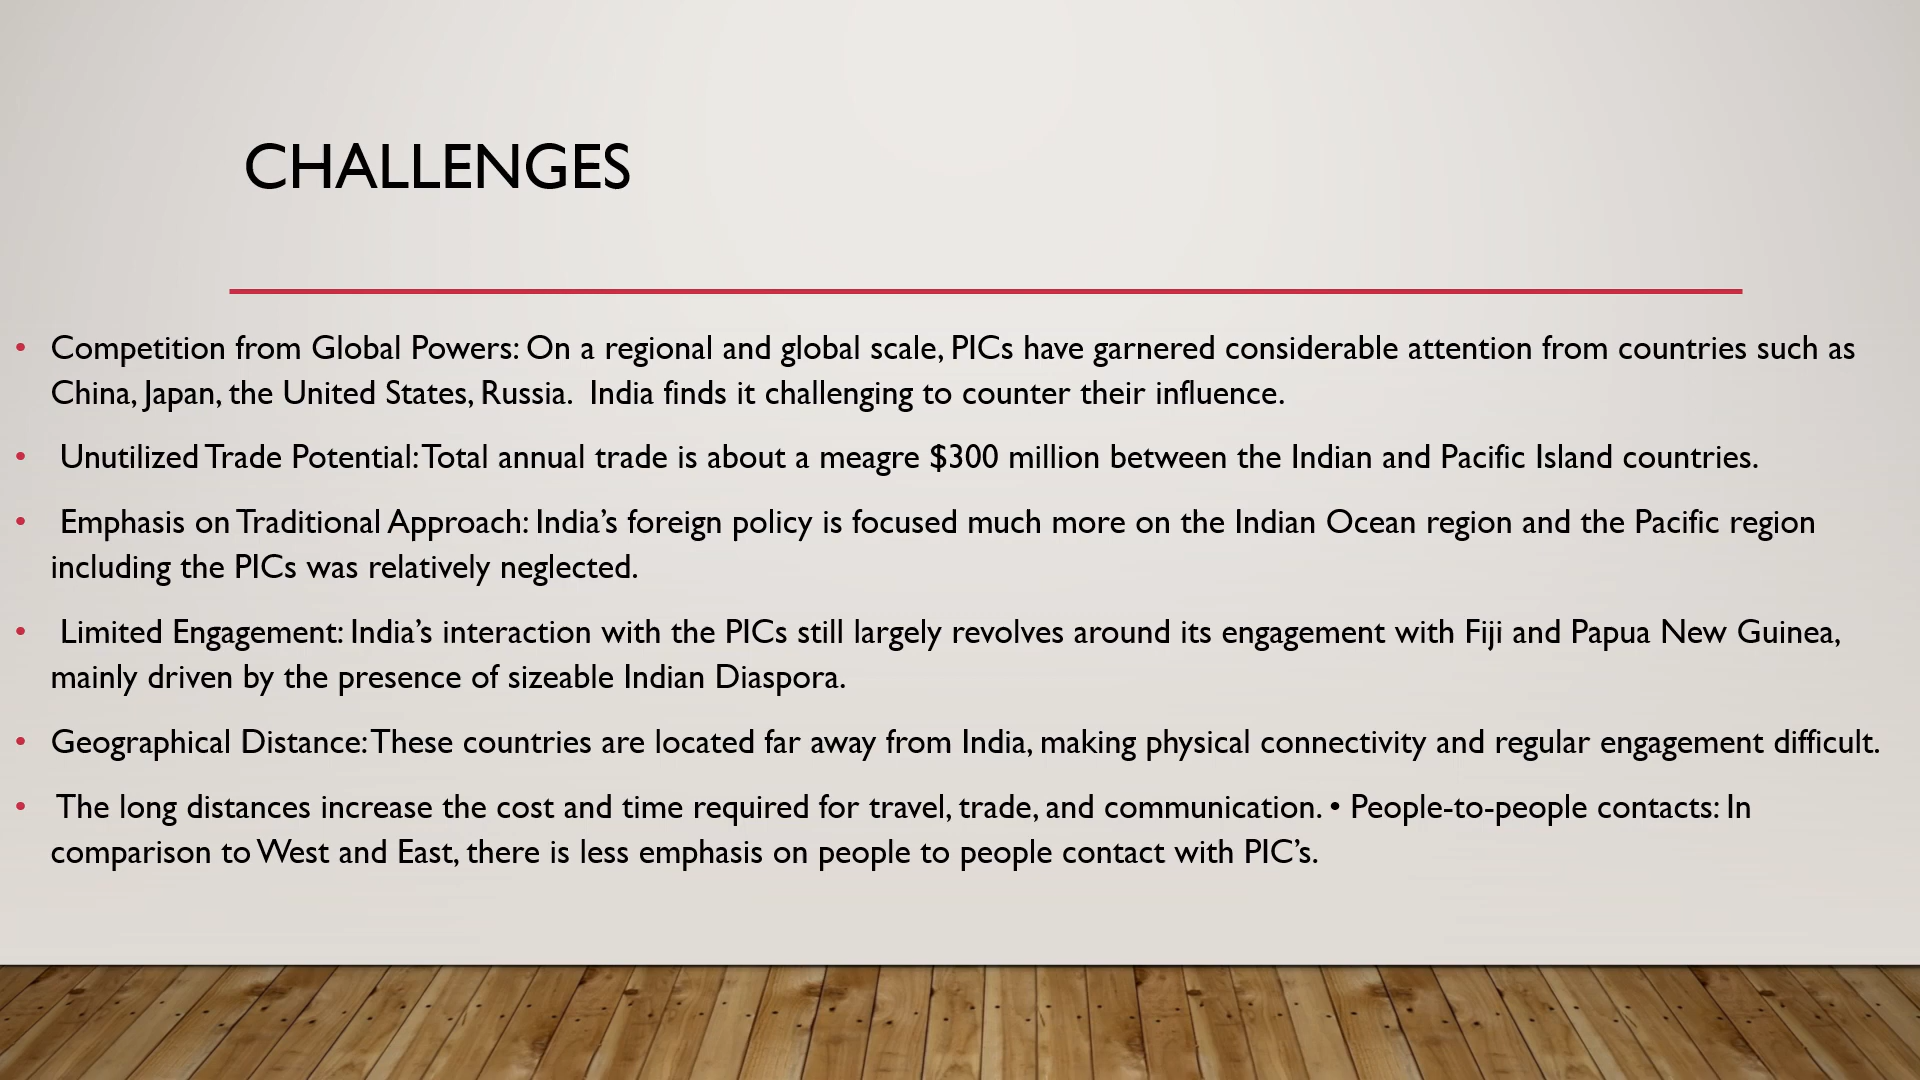 CHALLENGES
• Competition from Global Powers: On a regional and global scale, PICs have garnered considerable attention from countries such as
China, Japan, the United States, Russia.  India finds it challenging to counter their influence.
• Unutilized Trade Potential: Total annual trade is about a meagre $300 million between the Indian and Pacific Island countries.
• Emphasis on Traditional Approach: India’s foreign policy is focused much more on the Indian Ocean region and the Pacific region
including the PICs was relatively neglected.
• Limited Engagement: India’s interaction with the PICs still largely revolves around its engagement with Fiji and Papua New Guinea,
mainly driven by the presence of sizeable Indian Diaspora.
• Geographical Distance: These countries are located far away from India, making physical connectivity and regular engagement difficult.
• The long distances increase the cost and time required for travel, trade, and communication. • People-to-people contacts: In
comparison to West and East, there is less emphasis on people to people contact with PIC’s.